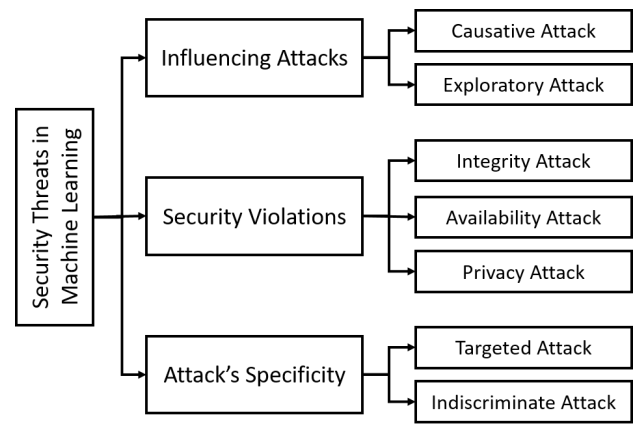 Security Threats in
Machine Learning
Influencing Attacks
Causative Attack
Exploratory Attack
Security Violations
Integrity Attack
Availability Attack
Privacy Attack
Attack's Specificity
Targeted Attack
Indiscriminate Attack